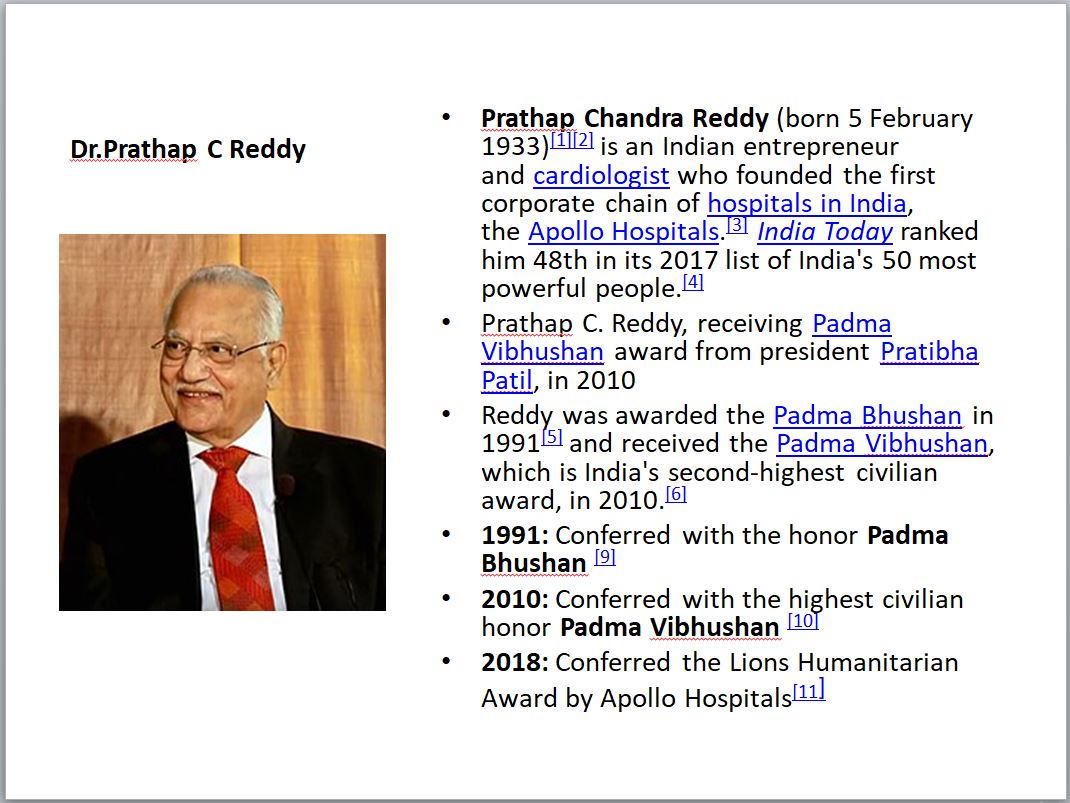 Dr.Prathap C Reddy
• Prathap Chandra Reddy (born 5 February
1933)[1][2] is an Indian entrepreneur
and cardiologist who founded the first
corporate chain of hospitals in India,
the Apollo Hospitals.[3] India Today ranked
him 48th in its 2017 list of India's 50 most
powerful people.[4]
• Prathap C. Reddy, receiving Padma
Vibhushan award from president Pratibha
Patil, in 2010
• Reddy was awarded the Padma Bhushan in
1991[5] and received the Padma Vibhushan,
which is India's second-highest civilian
award, in 2010.[6]
• 1991: Conferred with the honor Padma
Bhushan [9]
• 2010: Conferred with the highest civilian
honor Padma Vibhushan [10]
• 2018: Conferred the Lions Humanitarian
Award by Apollo Hospitals[11]